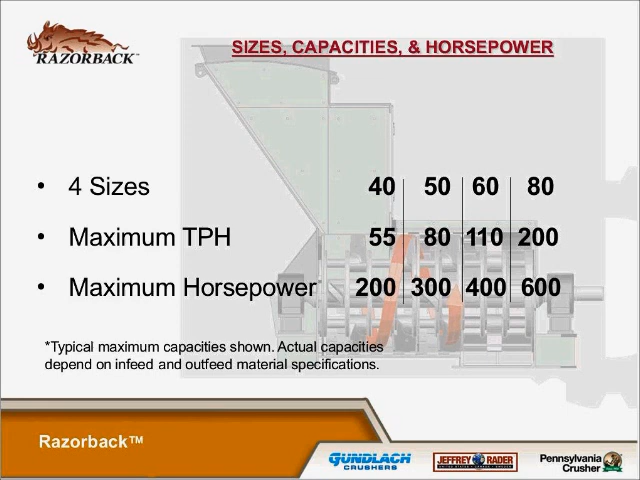 RAZORBACK™
SIZES, CAPACITIES, & HORSEPOWER
• 4 Sizes 40 50 60 80
• Maximum TPH 55 80 110 200
• Maximum Horsepower 200 300 400 600
*Typical maximum capacities shown. Actual capacities
depend on infeed and outfeed material specifications.
Razorback™
GUNDLACH
CRUSHERS
JEFFREY RADER
Pennsylvania
Crusher